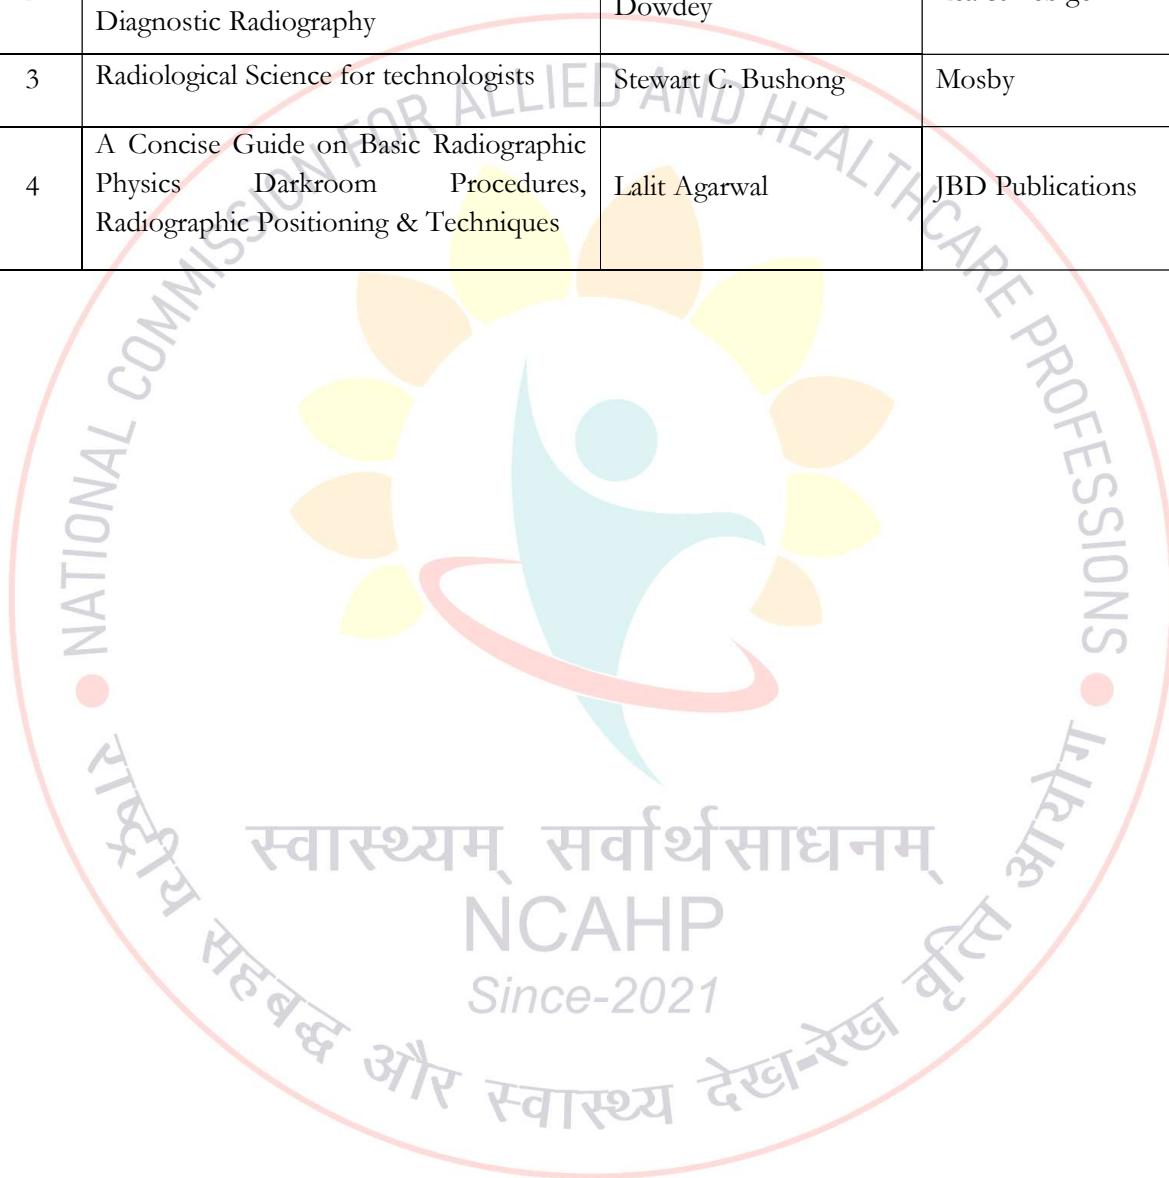 Diagnostic Radiography
Dowdey
3 Radiological Science for technologists Stewart C. Bushong Mosby
A Concise Guide on Basic Radiographic
4 Physics Darkroom Procedures, Lalit Agarwal JBD Publications
Radiographic Positioning & Techniques
NATIONAL COMMISSION FOR ALLIED AND HEALTHCARE PROFESSIONS
स्वास्थ्यम् सर्वार्थसाधनम्
NCAHP
Since-2021
राष्ट्रीय सहबद्ध और स्वास्थ्य देख-रेख वृत्ति आयोग